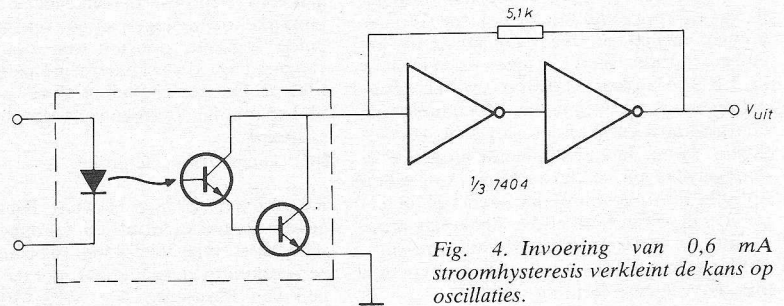 5,1k
V uit
1/3 7404
Fig. 4. Invoering van 0,6 mA
stroomhysteresis verkleint de kans op
oscillaties.